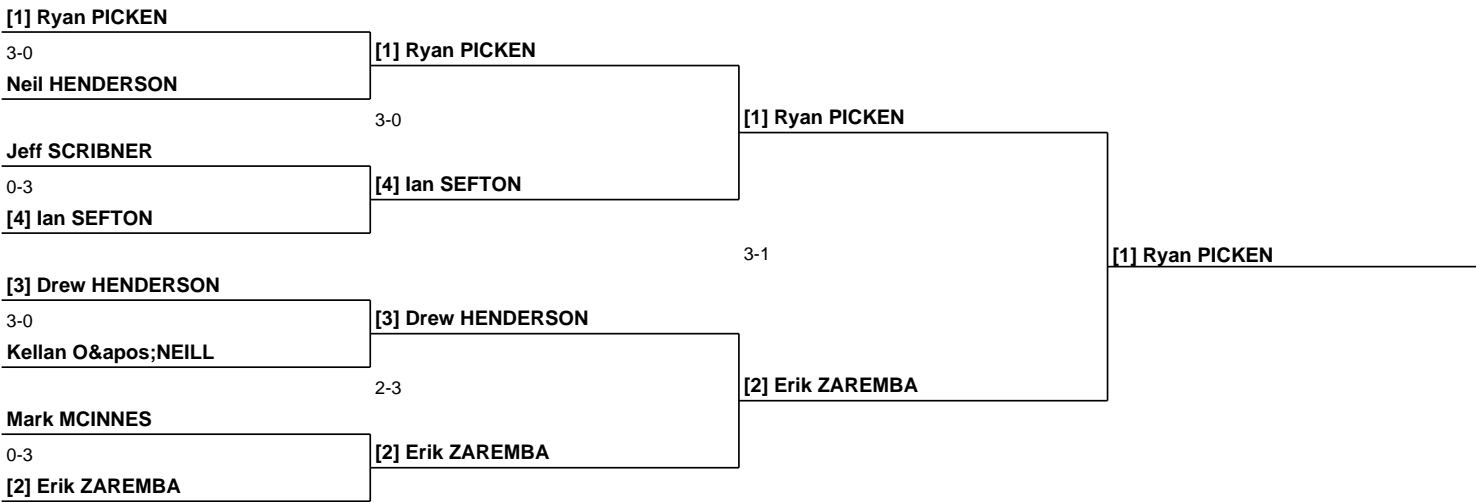 [1] Ryan PICKEN
3-0
Neil HENDERSON
Jeff SCRIBNER
0-3
[4] Ian SEFTON
[3] Drew HENDERSON
3-0
Kellan O&apos;NEILL
Mark MCINNES
0-3
[2] Erik ZAREMBA
[1] Ryan PICKEN
3-0
[4] Ian SEFTON
[3] Drew HENDERSON
2-3
[2] Erik ZAREMBA
[1] Ryan PICKEN
3-1
[2] Erik ZAREMBA
[1] Ryan PICKEN